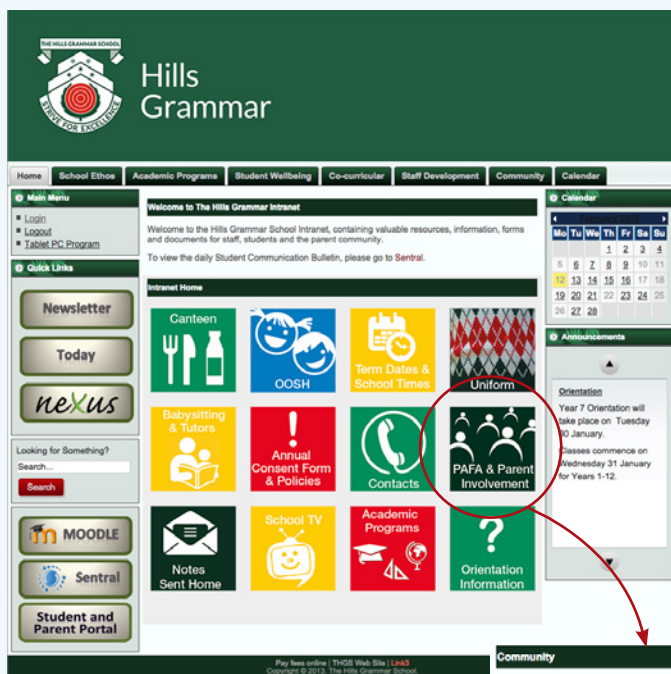 THE HILLS GRAMMAR SCHOOL
STRIVE FOR EXCELLENCE
Hills
Grammar
Home School Ethos Academic Programs Student Wellbeing Co-curricular Staff Development Community Calendar
Main Menu
Login
Logout
Tablet PC Program
Quick Links
Newsletter
Today
neXus
Looking for Something?
Search...
Search
MOODLE
Sentral
Student and
Parent Portal
Welcome to The Hills Grammar Intranet
Welcome to the Hills Grammar School Intranet, containing valuable resources, information, forms
and documents for staff, students and the parent community.
To view the daily Student Communication Bulletin, please go to Sentral.
Intranet Home
Canteen
OOSH
Term Dates &
School Times
Uniform
Babysitting
& Tutors
Annual
Consent Form
& Policies
Contacts
PAFA & Parent
Involvement
Notes
Sent Home
School TV
Academic
Programs
Orientation
Information
Calendar
February 2018
Mo Tu We Th Fr Sa Su
1 2 3 4
5 6 7 8 9 10 11
12 13 14 15 16 17 18
19 20 21 22 23 24 25
26 27 28
Announcements
Orientation
Year 7 Orientation will
take place on Tuesday
30 January.
Classes commence on
Wednesday 31 January
for Years 1-12.
Pay fees online | THGS Web Site | Link3
Copyright © 2013. The Hills Grammar School.
Community